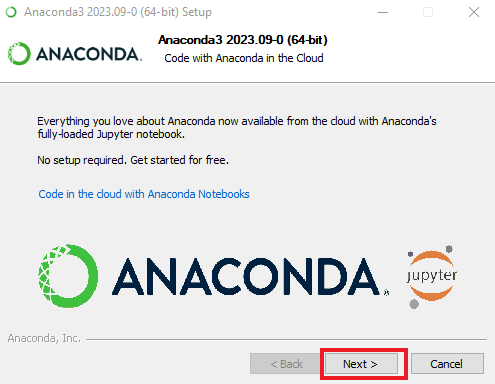 Anaconda3 2023.09-0 (64-bit) Setup
Anaconda3 2023.09-0 (64-bit)
ANACONDA.
Code with Anaconda in the Cloud
Everything you love about Anaconda now available from the cloud with Anaconda's
fully-loaded Jupyter notebook.
No setup required. Get started for free.
Code in the cloud with Anaconda Notebooks
ANACONDA®
jupyter
Anaconda, Inc.
< Back Next > Cancel